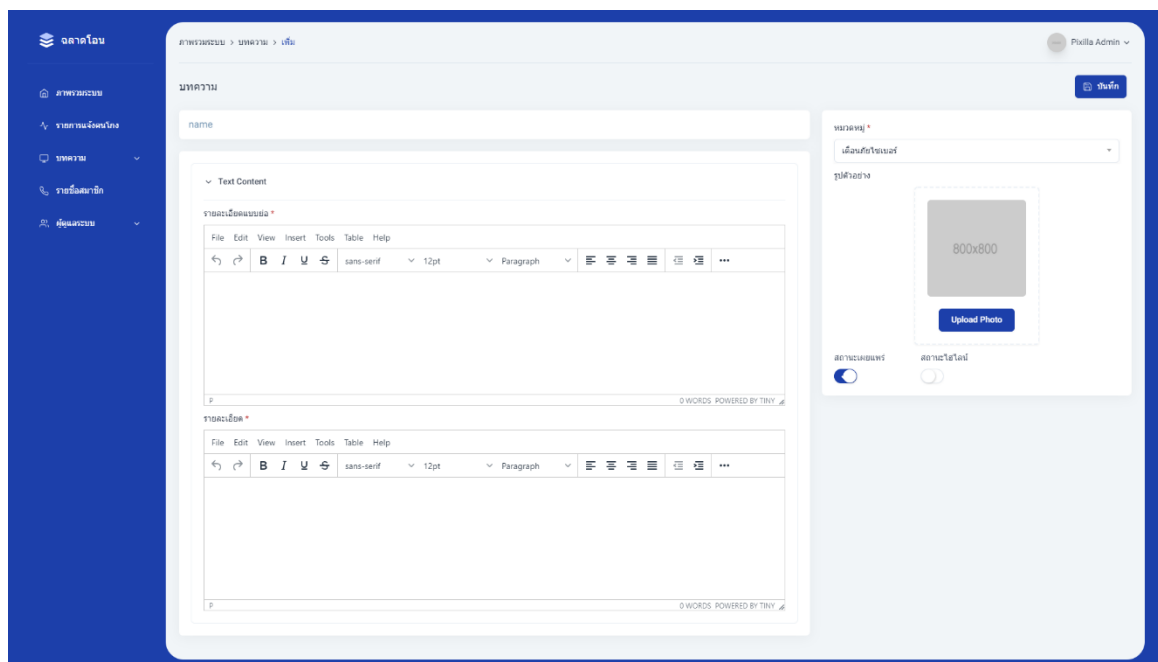 ฉลาดโอน
ภาพรวมระบบ > บทความ > เพิ่ม
Pixilla Admin
บทความ
บันทึก
ภาพรวมระบบ
รายการแจ้งคนโกง
บทความ
รายชื่อสมาชิก
ผู้ดูแลระบบ
name
Text Content
รายละเอียดแบบย่อ *
File Edit View Insert Tools Table Help
B I U S sans-serif 12pt Paragraph
P 0 WORDS POWERED BY TINY
รายละเอียด *
File Edit View Insert Tools Table Help
B I U S sans-serif 12pt Paragraph
P 0 WORDS POWERED BY TINY
หมวดหมู่ *
เตือนภัยไซเบอร์
รูปตัวอย่าง
800x800
Upload Photo
สถานะเผยแพร่ สถานะไฮไลน์